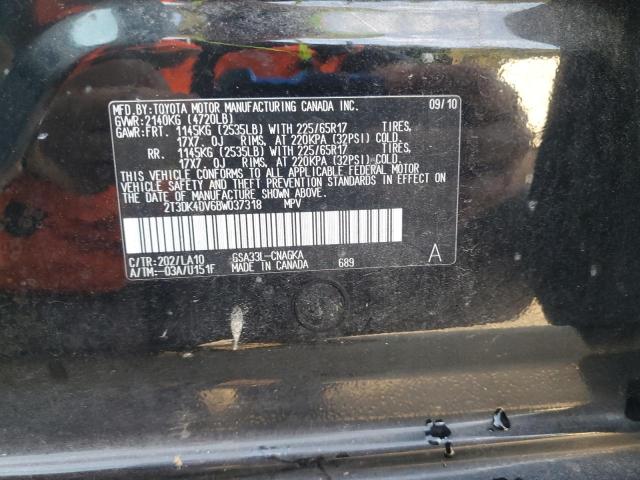 MFD.BY:TOYOTA MOTOR MANUFACTURING CANADA INC. 09/10
GVWR:2140KG (4720LB)
GAWR:FRT. 1145KG (2535LB) WITH 225/65R17 TIRES,
17X7 OJ RIMS, AT 220KPA (32PSI) COLD.
RR. 1145KG (2535LB) WITH 225/65R17 TIRES,
17X7 OJ RIMS, AT 220KPA (32PSI) COLD.
THIS VEHICLE CONFORMS TO ALL APPLICABLE FEDERAL MOTOR
VEHICLE SAFETY AND THEFT PREVENTION STANDARDS IN EFFECT ON
THE DATE OF MANUFACTURE SHOWN ABOVE.
2T3DK4DV6BW037318 MPV
C/TR:202/LA10 GSA33L-CNAGKA
A/TM:-03A/U151F MADE IN CANADA 689 A